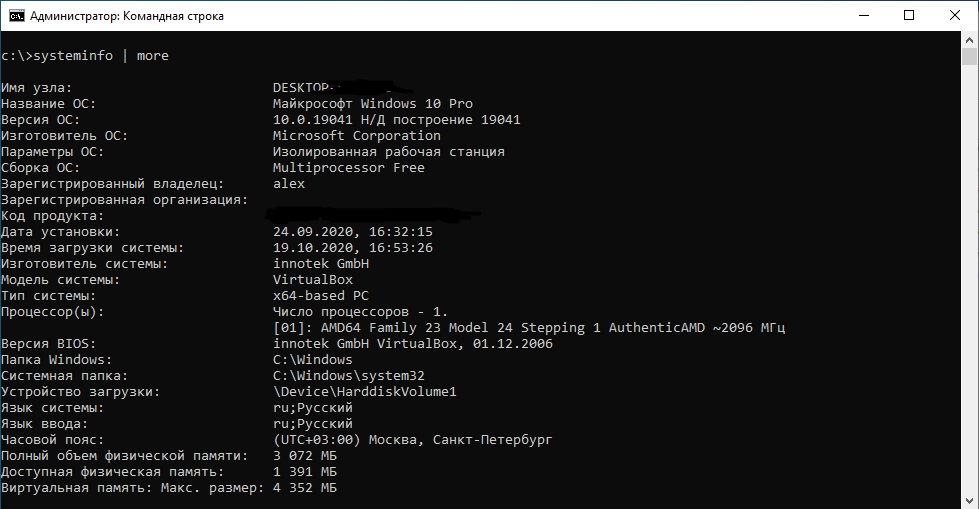 Администратор: Командная строка
c:\>systeminfo | more
Имя узла: DESKTOP-
Название ОС: Майкрософт Windows 10 Pro
Версия ОС: 10.0.19041 Н/Д построение 19041
Изготовитель ОС: Microsoft Corporation
Параметры ОС: Изолированная рабочая станция
Сборка ОС: Multiprocessor Free
Зарегистрированный владелец: alex
Зарегистрированная организация:
Код продукта:
Дата установки: 24.09.2020, 16:32:15
Время загрузки системы: 19.10.2020, 16:53:26
Изготовитель системы: innotek GmbH
Модель системы: VirtualBox
Тип системы: x64-based PC
Процессор(ы): Число процессоров - 1.
[01]: AMD64 Family 23 Model 24 Stepping 1 AuthenticAMD ~2096 МГц
Версия BIOS: innotek GmbH VirtualBox, 01.12.2006
Папка Windows: C:\Windows
Системная папка: C:\Windows\system32
Устройство загрузки: \Device\HarddiskVolume1
Язык системы: ru;Русский
Язык ввода: ru;Русский
Часовой пояс: (UTC+03:00) Москва, Санкт-Петербург
Полный объем физической памяти: 3 072 МБ
Доступная физическая память: 1 391 МБ
Виртуальная память: Макс. размер: 4 352 МБ